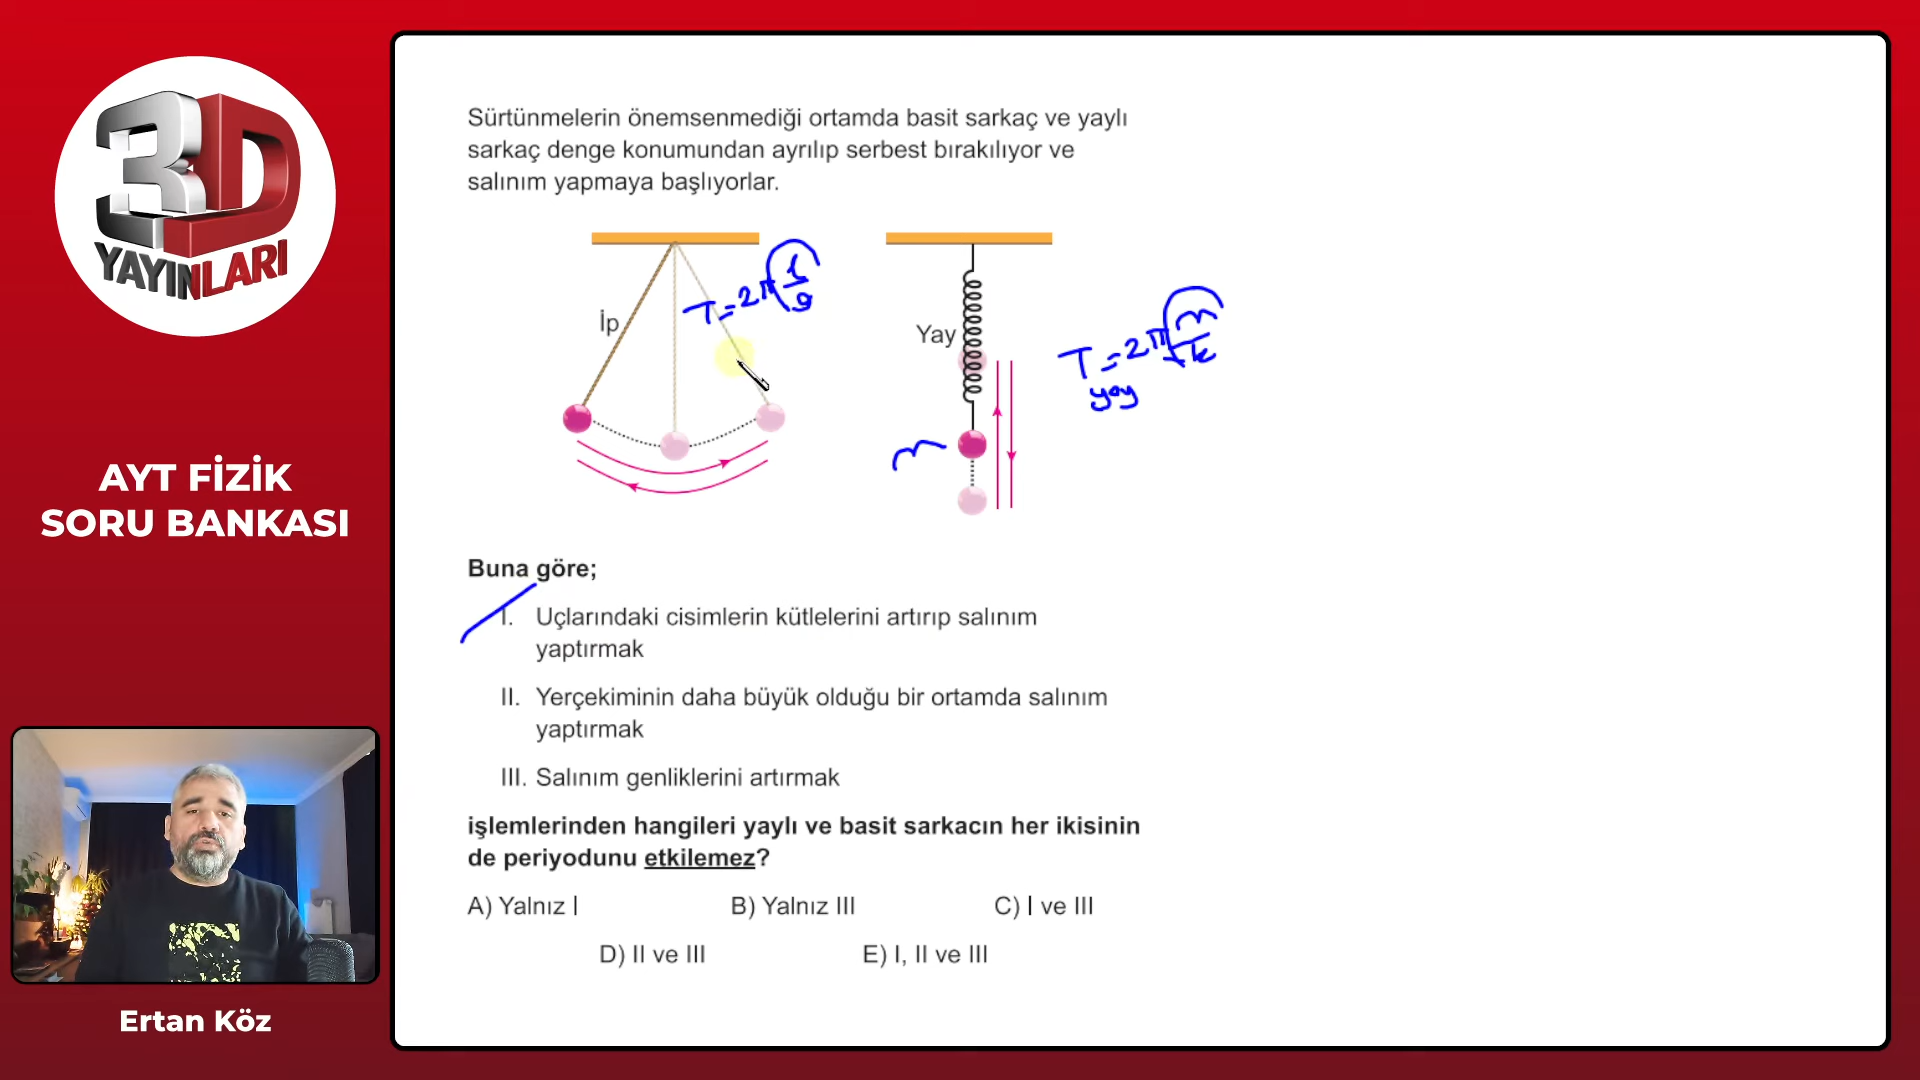 3D
YAYINLARI
AYT FİZİK
SORU BANKASI
Ertan Köz
Sürtünmelerin önemsenmediği ortamda basit sarkaç ve yaylı
sarkaç denge konumundan ayrılıp serbest bırakılıyor ve
salınım yapmaya başlıyorlar.
İp
T=2π√l/g
Yay
T=2π√m/k
yay
m
Buna göre;
I. Uçlarındaki cisimlerin kütlelerini artırıp salınım
yaptırmak
II. Yerçekiminin daha büyük olduğu bir ortamda salınım
yaptırmak
III. Salınım genliklerini artırmak
işlemlerinden hangileri yaylı ve basit sarkacın her ikisinin
de periyodunu etkilemez?
A) Yalnız I B) Yalnız III C) I ve III
D) II ve III E) I, II ve III